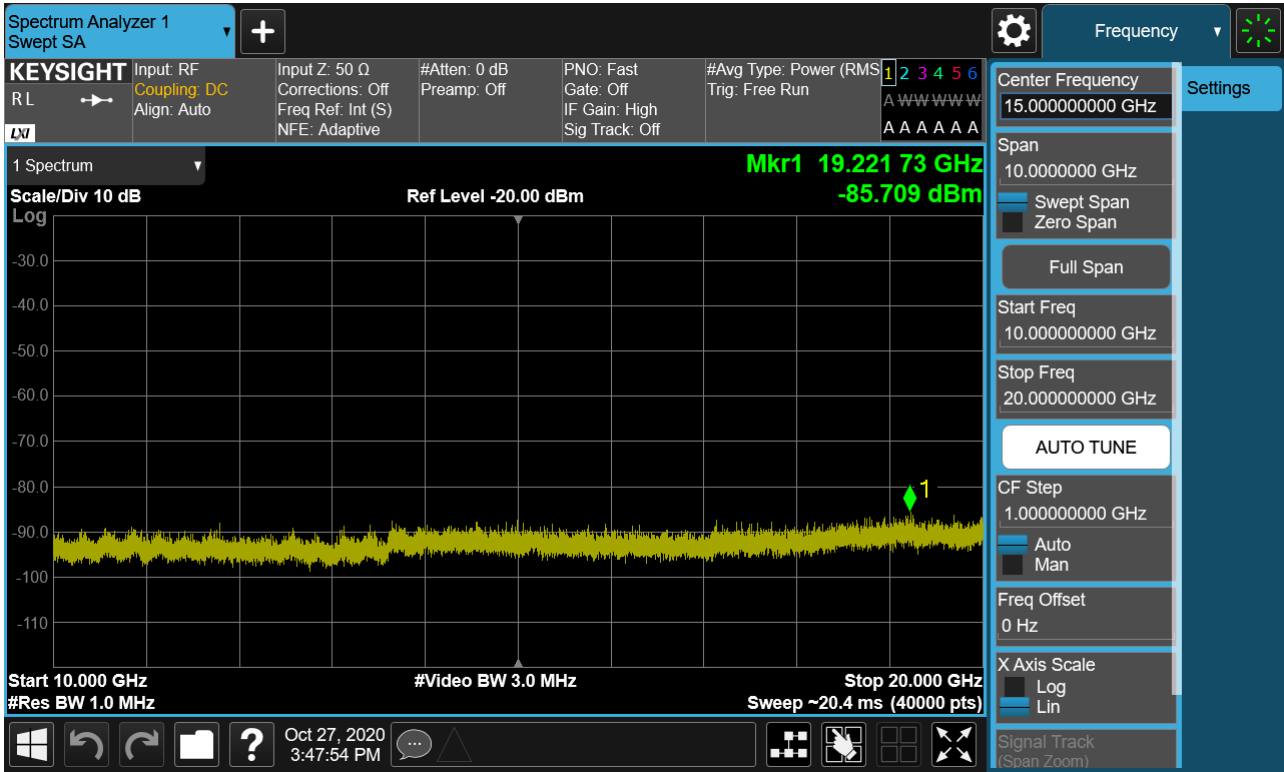 Spectrum Analyzer 1
Swept SA
+
Frequency
KEYSIGHT
R L
LXI
Input: RF
Coupling: DC
Align: Auto
Input Z: 50 Ω
Corrections: Off
Freq Ref: Int (S)
NFE: Adaptive
#Atten: 0 dB
Preamp: Off
PNO: Fast
Gate: Off
IF Gain: High
Sig Track: Off
#Avg Type: Power (RMS
Trig: Free Run
1 2 3 4 5 6
A W W W W W
A A A A A A
1 Spectrum
Scale/Div 10 dB
Log
Ref Level -20.00 dBm
Mkr1 19.221 73 GHz
-85.709 dBm
-30.0
-40.0
-50.0
-60.0
-70.0
-80.0
-90.0
-100
-110
1
Start 10.000 GHz
#Res BW 1.0 MHz
#Video BW 3.0 MHz
Stop 20.000 GHz
Sweep ~20.4 ms (40000 pts)
Center Frequency
15.000000000 GHz
Settings
Span
10.0000000 GHz
Swept Span
Zero Span
Full Span
Start Freq
10.000000000 GHz
Stop Freq
20.000000000 GHz
AUTO TUNE
CF Step
1.000000000 GHz
Auto
Man
Freq Offset
0 Hz
X Axis Scale
Log
Lin
Signal Track
(Span Zoom)
?
Oct 27, 2020
3:47:54 PM